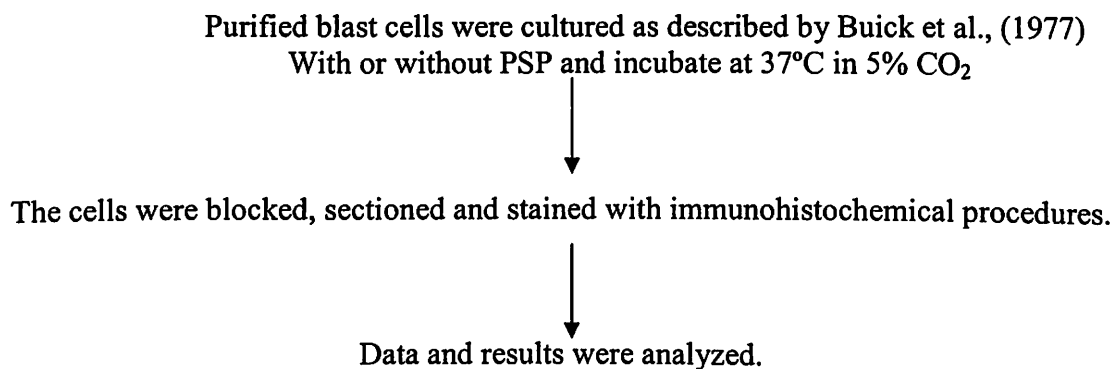 Purified blast cells were cultured as described by Buick et al., (1977)
With or without PSP and incubate at 37ºC in 5% CO₂
The cells were blocked, sectioned and stained with immunohistochemical procedures.
Data and results were analyzed.